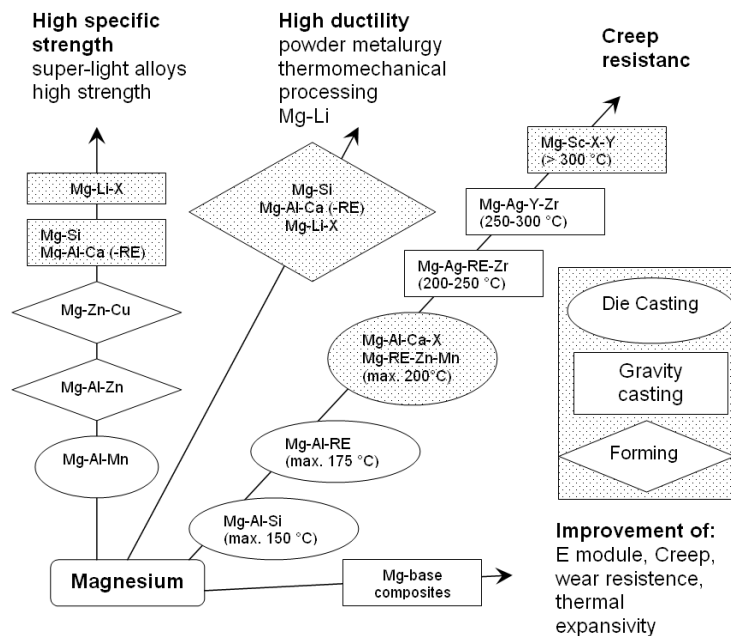 High specific
strength
super-light alloys
high strength
High ductility
powder metalurgy
thermomechanical
processing
Mg-Li
Creep
resistanc
Mg-Li-X
Mg-Si
Mg-Al-Ca (-RE)
Mg-Zn-Cu
Mg-Al-Zn
Mg-Al-Mn
Mg-Si
Mg-Al-Ca (-RE)
Mg-Li-X
Mg-Sc-X-Y
(> 300 °C)
Mg-Ag-Y-Zr
(250-300 °C)
Mg-Ag-RE-Zr
(200-250 °C)
Mg-Al-Ca-X
Mg-RE-Zn-Mn
(max. 200°C)
Mg-Al-RE
(max. 175 °C)
Mg-Al-Si
(max. 150 °C)
Die Casting
Gravity
casting
Forming
Magnesium
Mg-base
composites
Improvement of:
E module, Creep,
wear resistence,
thermal
expansivity